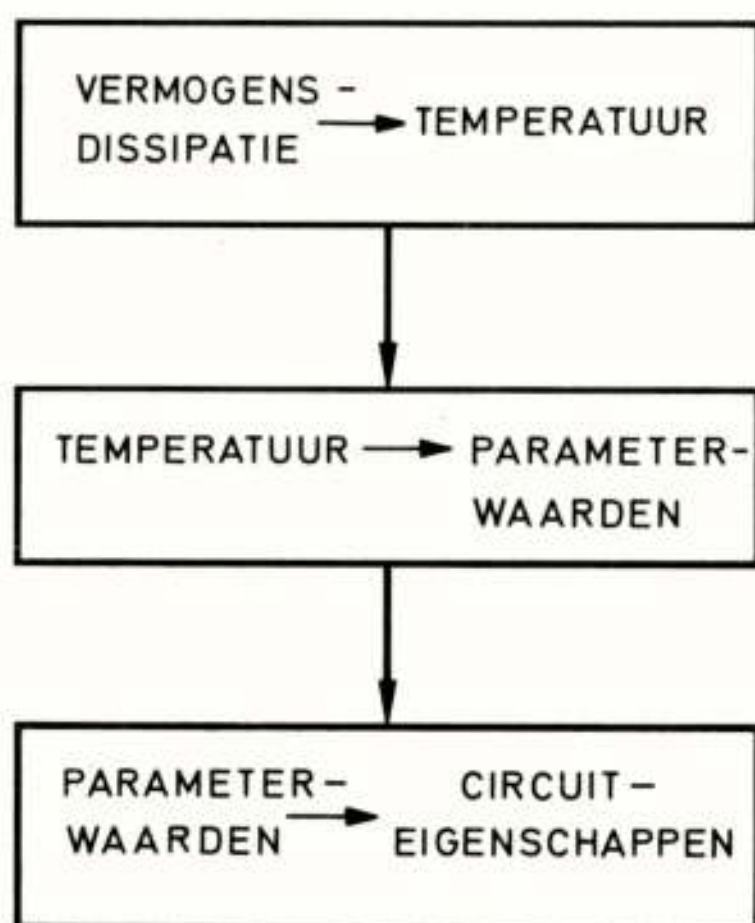 VERMOGENS-
DISSIPATIE → TEMPERATUUR
TEMPERATUUR → PARAMETER-
WAARDEN
PARAMETER- CIRCUIT-
WAARDEN → EIGENSCHAPPEN